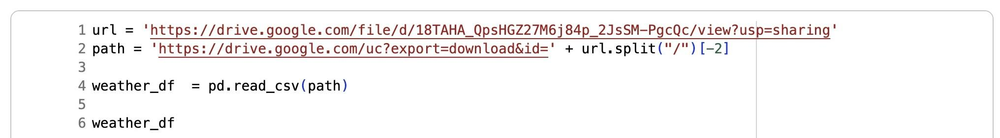 1 url = 'https://drive.google.com/file/d/18TAHA_QpsHGZ27M6j84p_2JsSM-PgcQc/view?usp=sharing'
2 path = 'https://drive.google.com/uc?export=download&id=' + url.split("/")[-2]
3
4 weather_df  = pd.read_csv(path)
5
6 weather_df